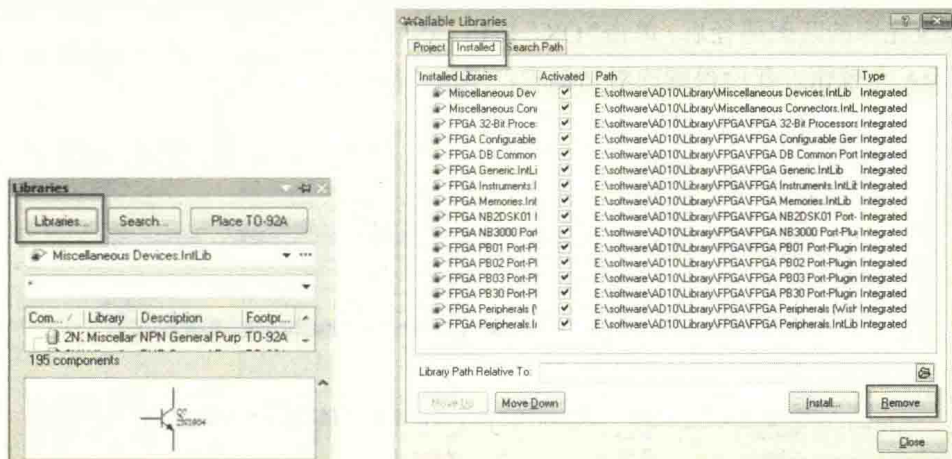 Libraries
Libraries... Search... Place TO-92A
Miscellaneous Devices.IntLib
*
Com... Library Description Footpr...
2N: Miscellar NPN General Purp TO-92A
195 components
Q?
2N3904
Available Libraries
Project Installed Search Path
Installed Libraries Activated Path Type
Miscellaneous Dev E:\software\AD10\Library\Miscellaneous Devices.IntLib Integrated
Miscellaneous Coni E:\software\AD10\Library\Miscellaneous Connectors.IntL Integrated
FPGA 32-Bit Proce: E:\software\AD10\Library\FPGA\FPGA 32-Bit Processors Integrated
FPGA Configurable E:\software\AD10\Library\FPGA\FPGA Configurable Ger Integrated
FPGA DB Common E:\software\AD10\Library\FPGA\FPGA DB Common Port Integrated
FPGA Generic.IntLi E:\software\AD10\Library\FPGA\FPGA Generic.IntLib Integrated
FPGA Instruments.I E:\software\AD10\Library\FPGA\FPGA Instruments.IntLit Integrated
FPGA Memories.Int E:\software\AD10\Library\FPGA\FPGA Memories.IntLib Integrated
FPGA NB2DSK01 I E:\software\AD10\Library\FPGA\FPGA NB2DSK01 Port- Integrated
FPGA NB3000 Port E:\software\AD10\Library\FPGA\FPGA NB3000 Port-Plu Integrated
FPGA PB01 Port-Pl E:\software\AD10\Library\FPGA\FPGA PB01 Port-Plugin Integrated
FPGA PB02 Port-Pl E:\software\AD10\Library\FPGA\FPGA PB02 Port-Plugin Integrated
FPGA PB03 Port-Pl E:\software\AD10\Library\FPGA\FPGA PB03 Port-Plugin Integrated
FPGA PB30 Port-Pl E:\software\AD10\Library\FPGA\FPGA PB30 Port-Plugin Integrated
FPGA Peripherals (\ E:\software\AD10\Library\FPGA\FPGA Peripherals (Wist Integrated
FPGA Peripherals.Ii E:\software\AD10\Library\FPGA\FPGA Peripherals.IntLib Integrated
Library Path Relative To:
Move Up Move Down Install... Remove
Close